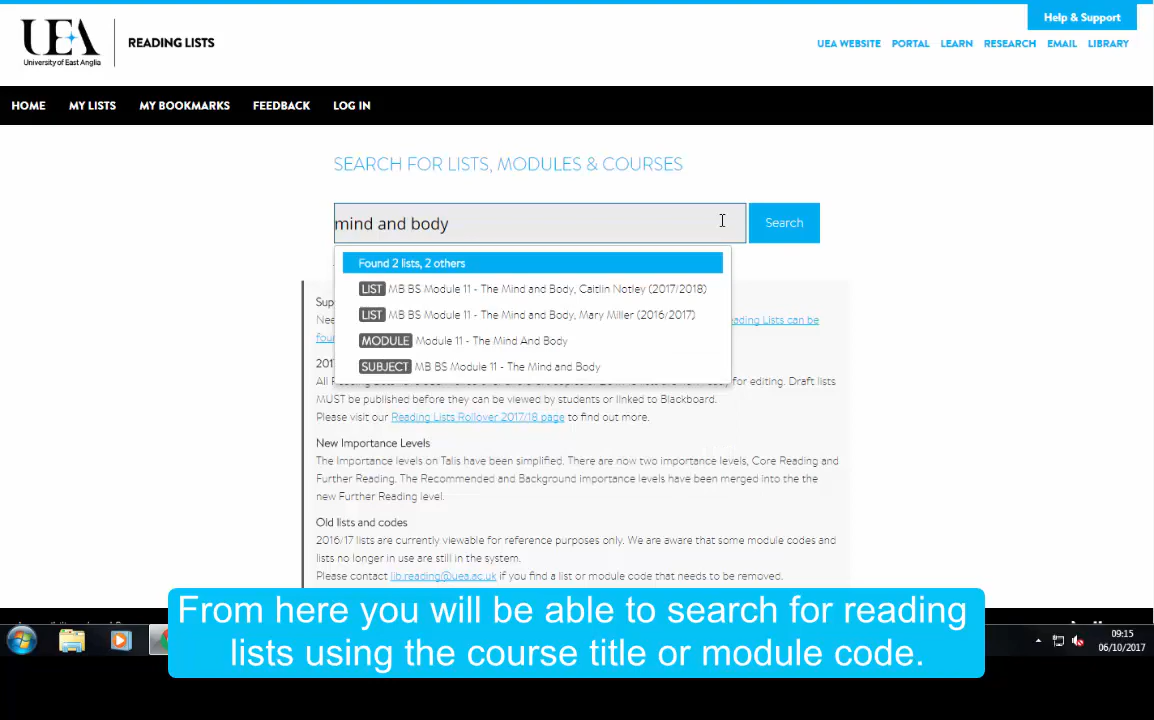 Help & Support
UEA
University of East Anglia
READING LISTS
UEA WEBSITE PORTAL LEARN RESEARCH EMAIL LIBRARY
HOME MY LISTS MY BOOKMARKS FEEDBACK LOG IN
SEARCH FOR LISTS, MODULES & COURSES
mind and body
Search
Found 2 lists, 2 others
LIST MB BS Module 11 - The Mind and Body, Caitlin Notley (2017/2018)
LIST MB BS Module 11 - The Mind and Body, Mary Miller (2016/2017)
MODULE Module 11 - The Mind And Body
SUBJECT MB BS Module 11 - The Mind and Body
Lists can be
for editing. Draft lists
MUST be published before they can be viewed by students or linked to Blackboard.
Please visit our Reading Lists Rollover 2017/18 page to find out more.
New Importance Levels
The Importance levels on Talis have been simplified. There are now two importance levels, Core Reading and
Further Reading. The Recommended and Background importance levels have been merged into the the
new Further Reading level.
Old lists and codes
2016/17 lists are currently viewable for reference purposes only. We are aware that some module codes and
lists no longer in use are still in the system.
Please contact lib.reading@uea.ac.uk if you find a list or module code that needs to be removed.
From here you will be able to search for reading
lists using the course title or module code.
09:15
06/10/2017